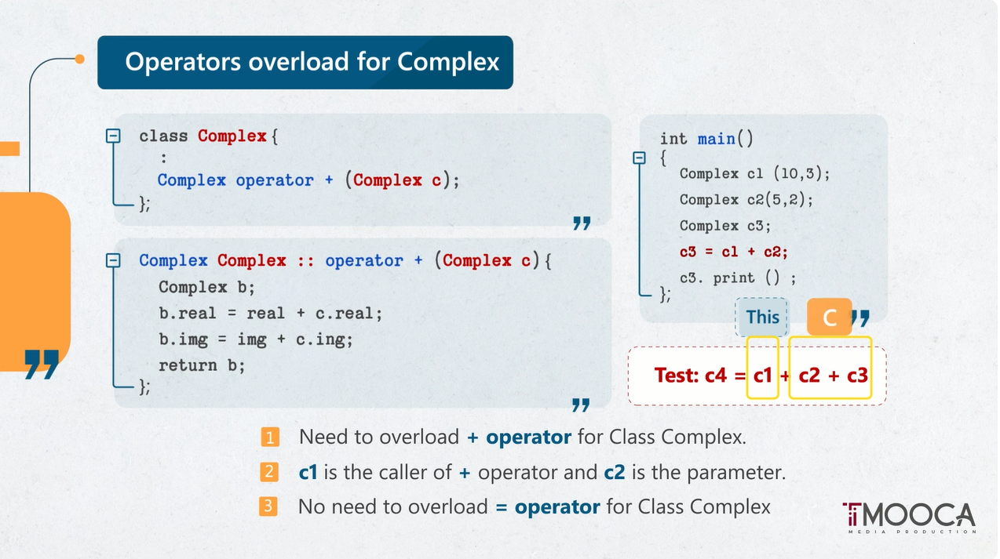 Operators overload for Complex
class Complex{
:
Complex operator + (Complex c);
};
Complex Complex :: operator + (Complex c){
Complex b;
b.real = real + c.real;
b.img = img + c.ing;
return b;
};
int main()
{
Complex c1 (10,3);
Complex c2(5,2);
Complex c3;
c3 = c1 + c2;
c3. print () ;
};
This
C
Test: c4 = c1 + c2 + c3
1 Need to overload + operator for Class Complex.
2 c1 is the caller of + operator and c2 is the parameter.
3 No need to overload = operator for Class Complex
TMOOCA
MEDIA PRODUCTION